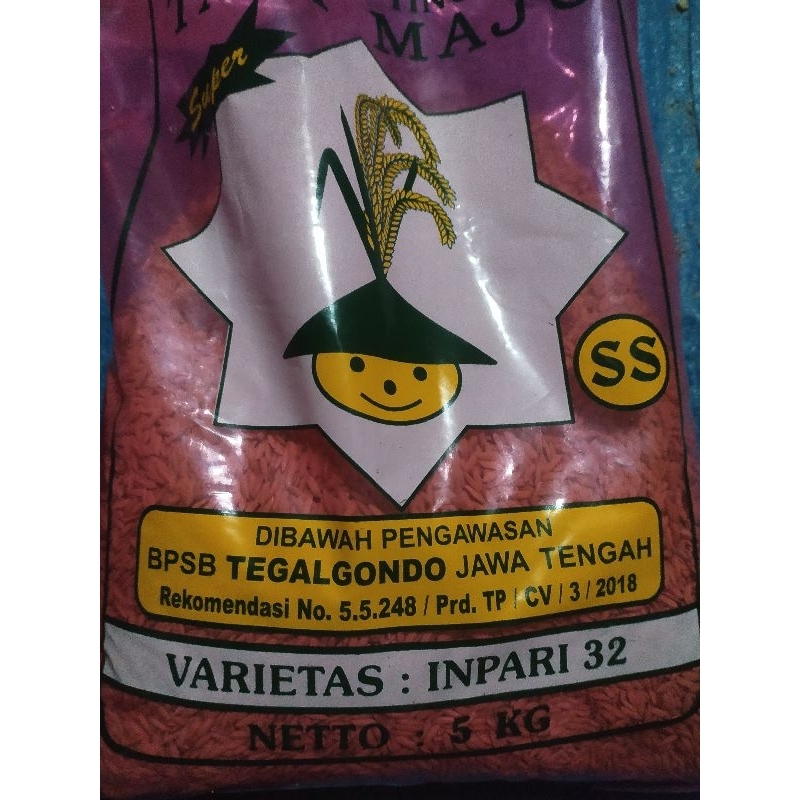 MAJU
Super
SS
DIBAWAH PENGAWASAN
BPSB TEGALGONDO JAWA TENGAH
Rekomendasi No. 5.5.248 / Prd. TP / CV / 3 / 2018
VARIETAS : INPARI 32
NETTO : 5 KG